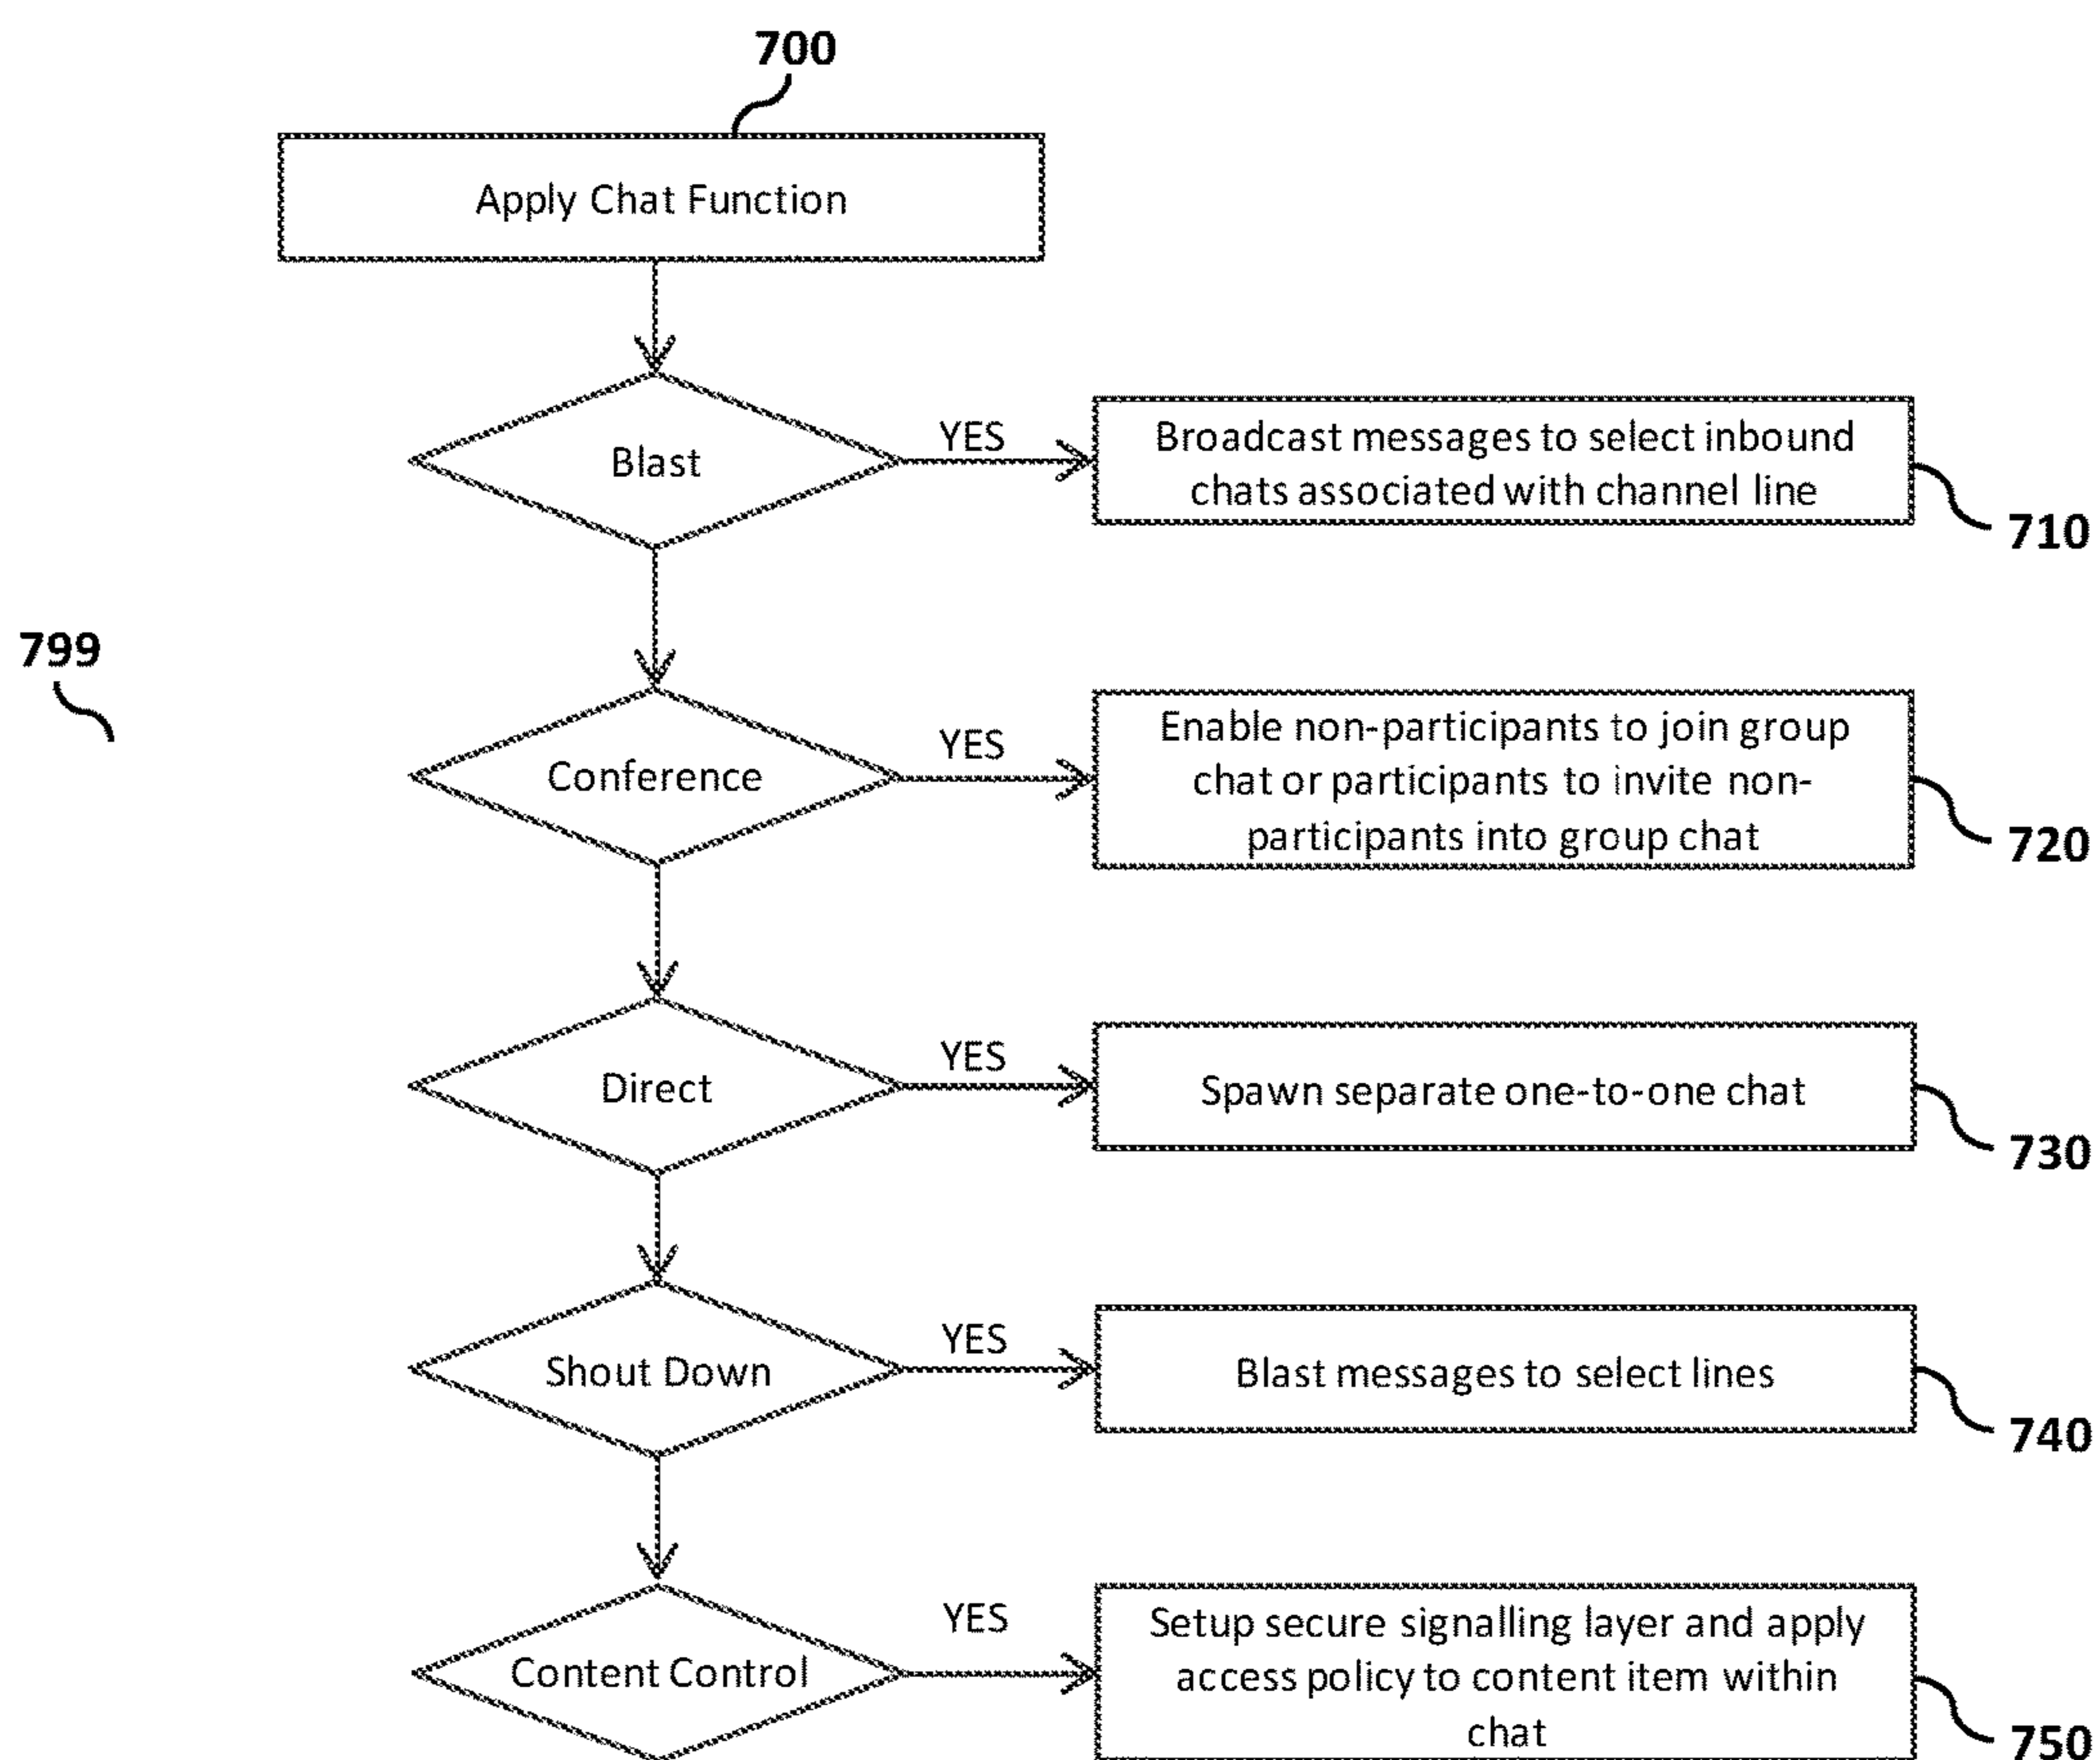 700
Apply Chat Function
Blast
YES
Broadcast messages to select inbound
chats associated with channel line
710
799
Conference
YES
Enable non-participants to join group
chat or participants to invite non-
participants into group chat
720
Direct
YES
Spawn separate one-to-one chat
730
Shout Down
YES
Blast messages to select lines
740
Content Control
YES
Setup secure signalling layer and apply
access policy to content item within
chat
750